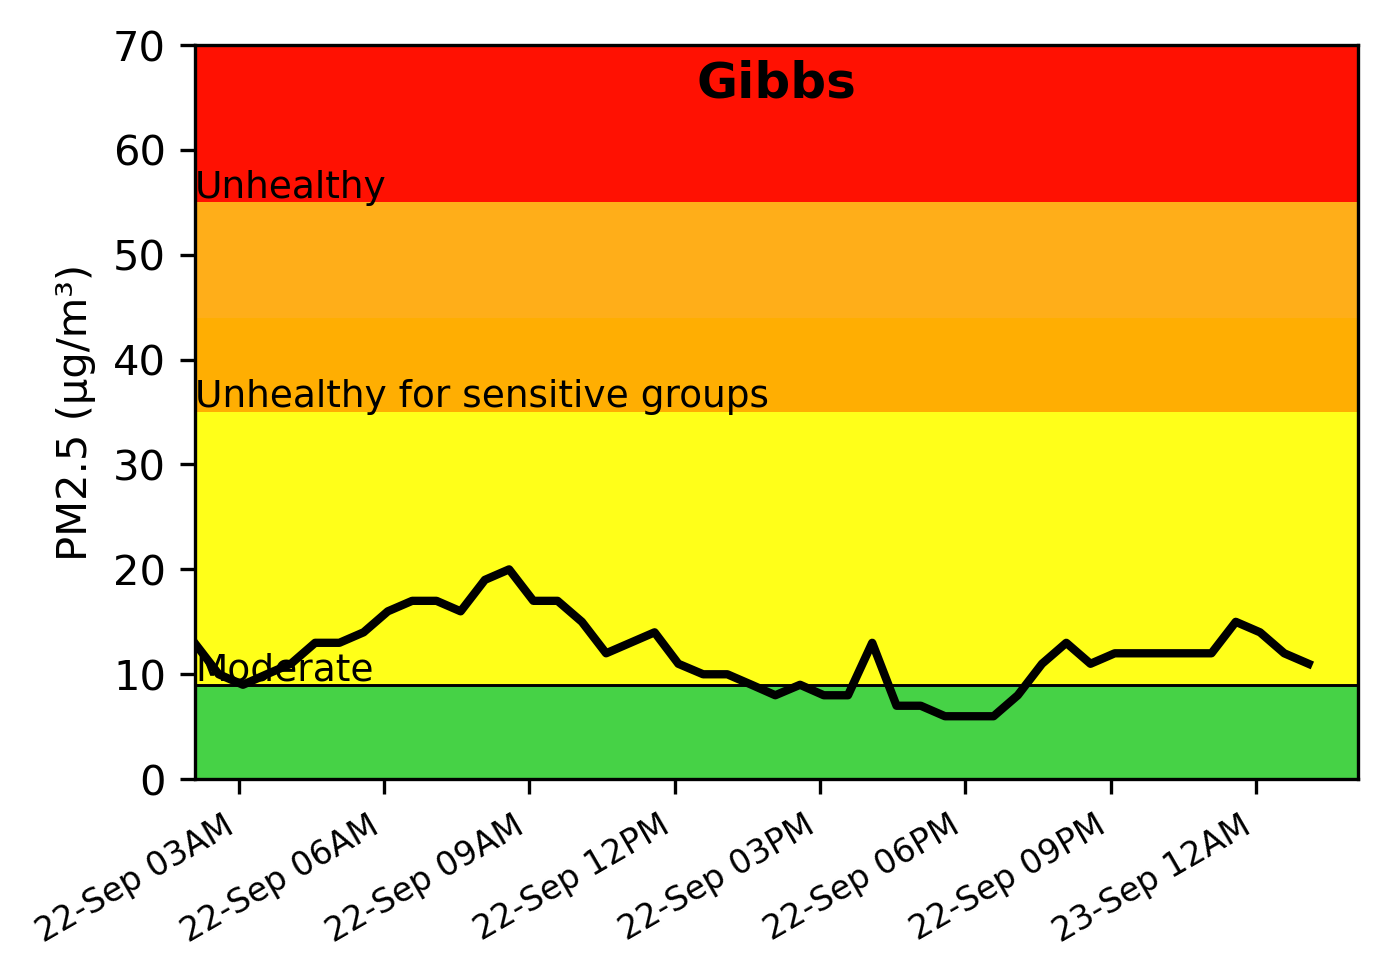 Gibbs
70
60
Unhealthy
50
40
Unhealthy for sensitive groups
30
20
Moderate
10
0
PM2.5 (µg/m³)
22-Sep 03AM
22-Sep 06AM
22-Sep 09AM
22-Sep 12PM
22-Sep 03PM
22-Sep 06PM
22-Sep 09PM
23-Sep 12AM